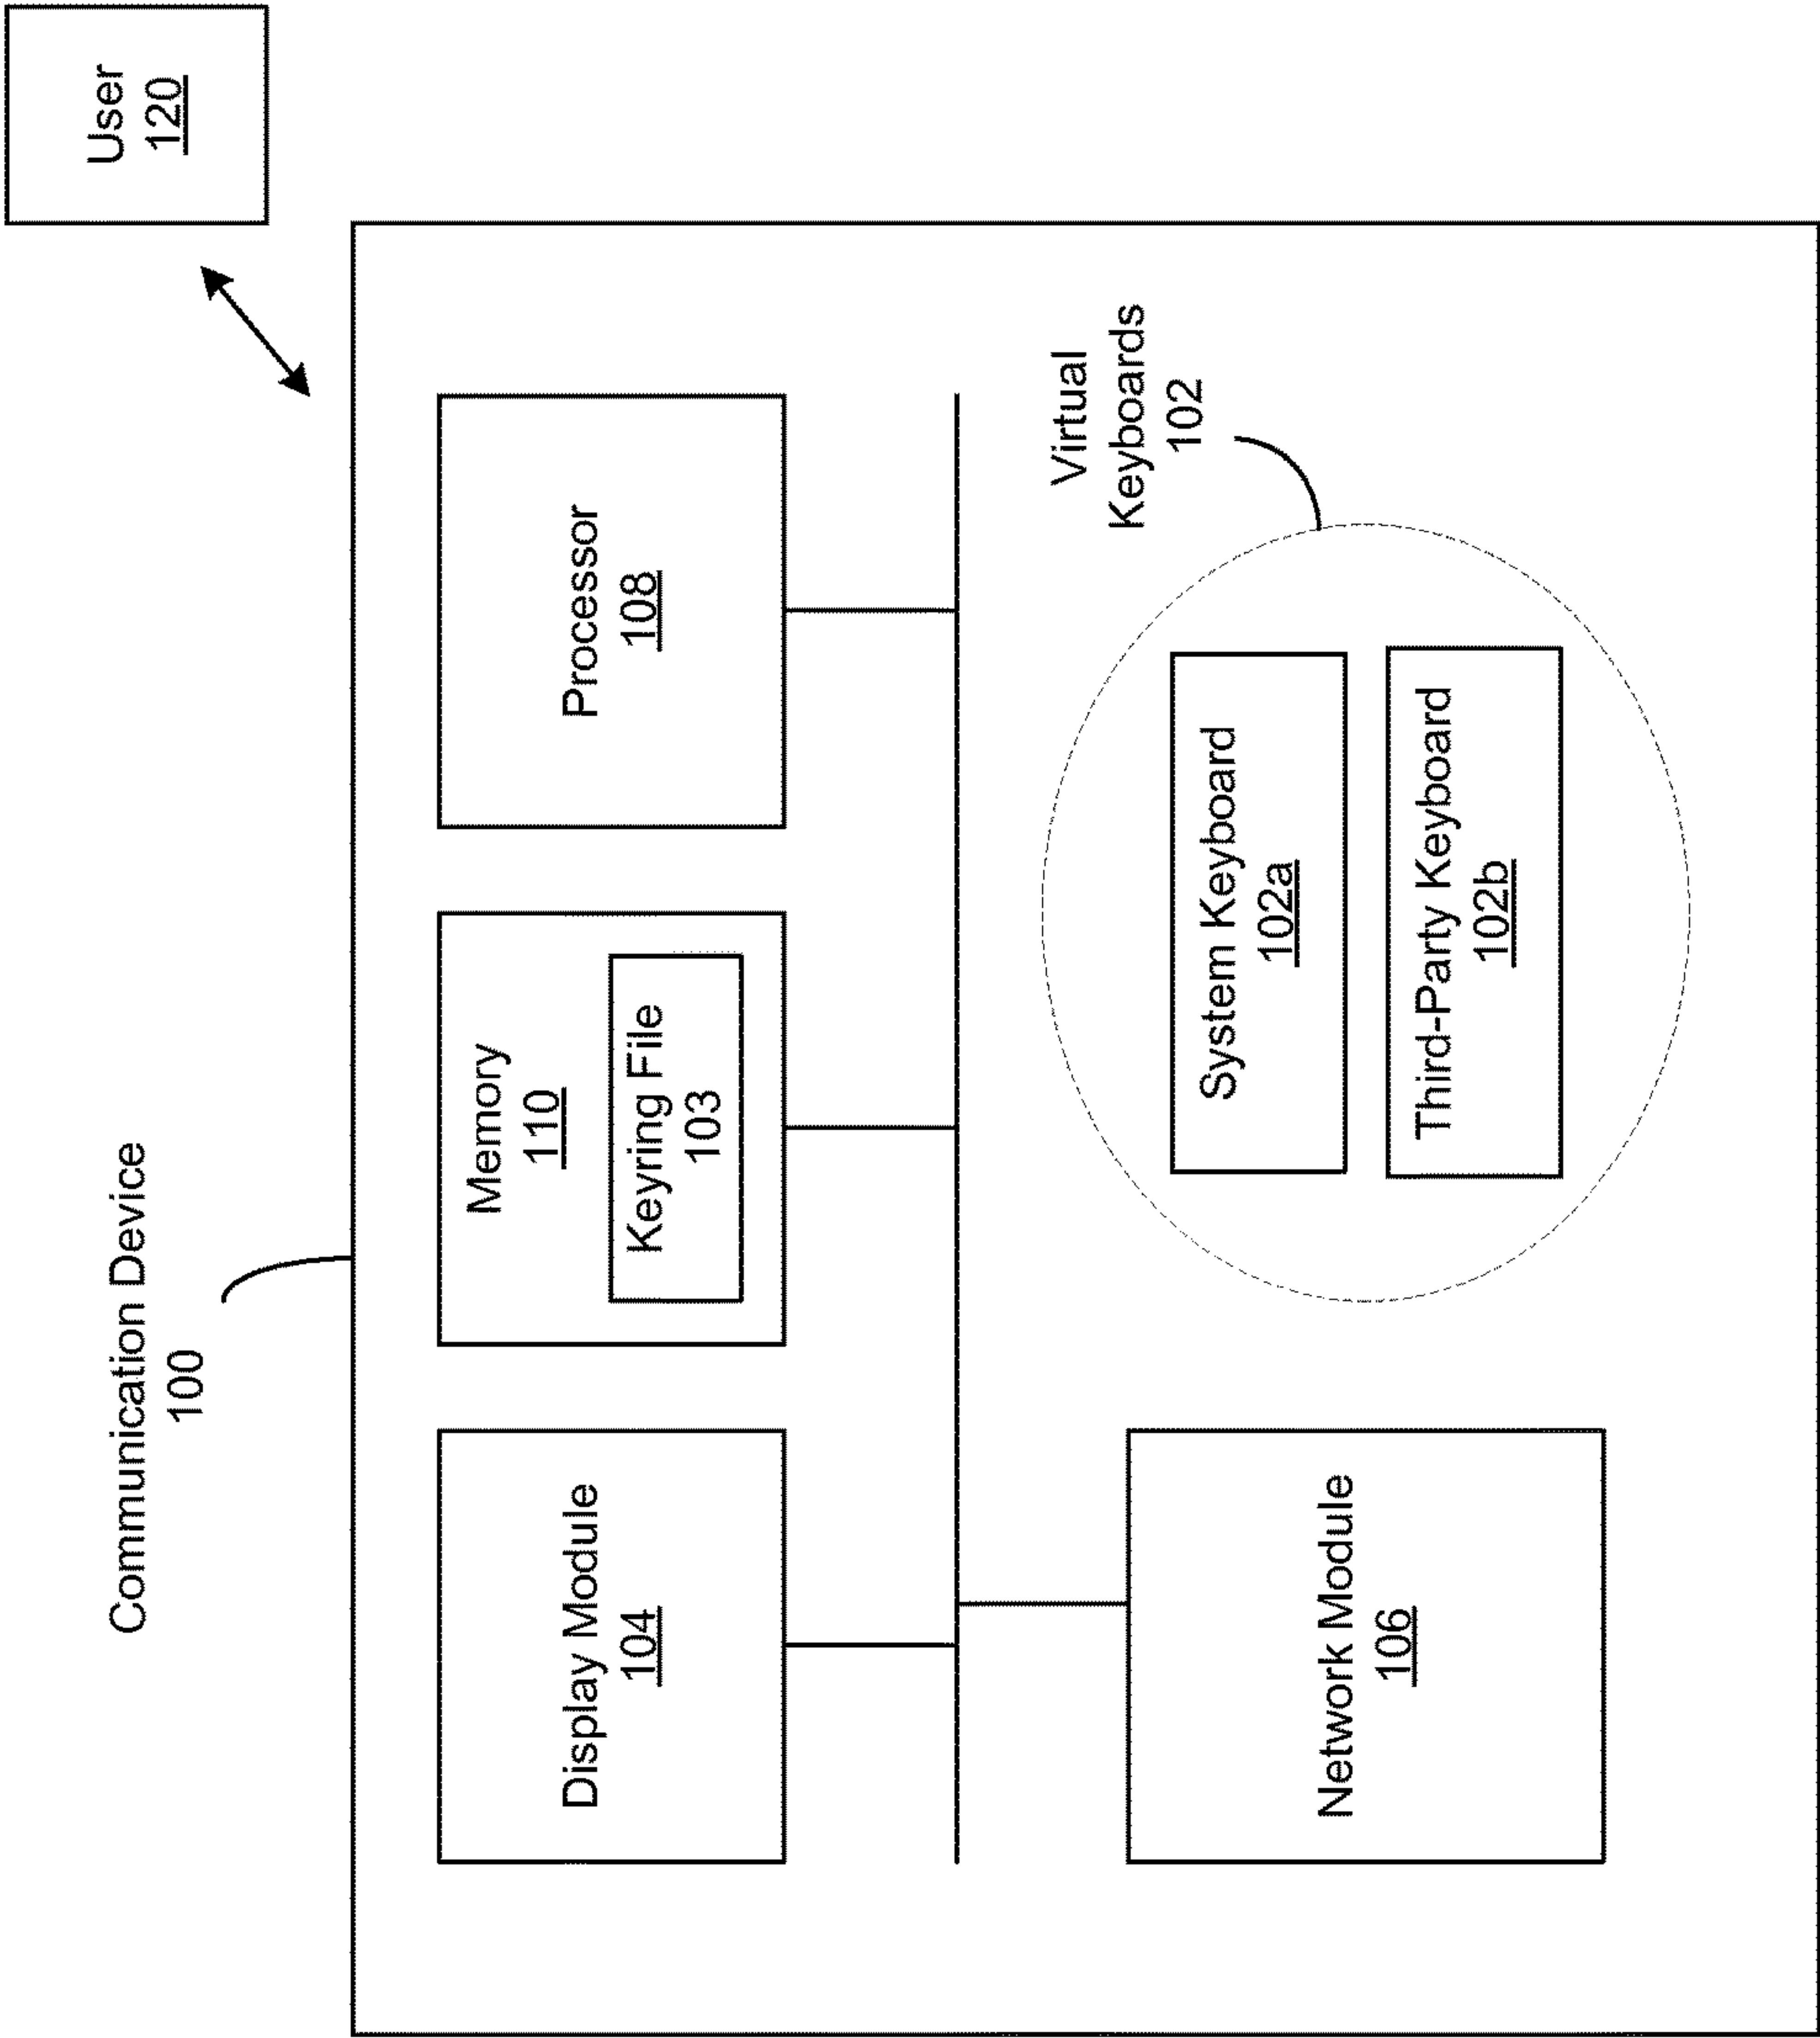 Communication Device
100
User
120
Display Module
104
Memory
110
Keyring File
103
Processor
108
Network Module
106
Virtual
Keyboards
102
System Keyboard
102a
Third-Party Keyboard
102b